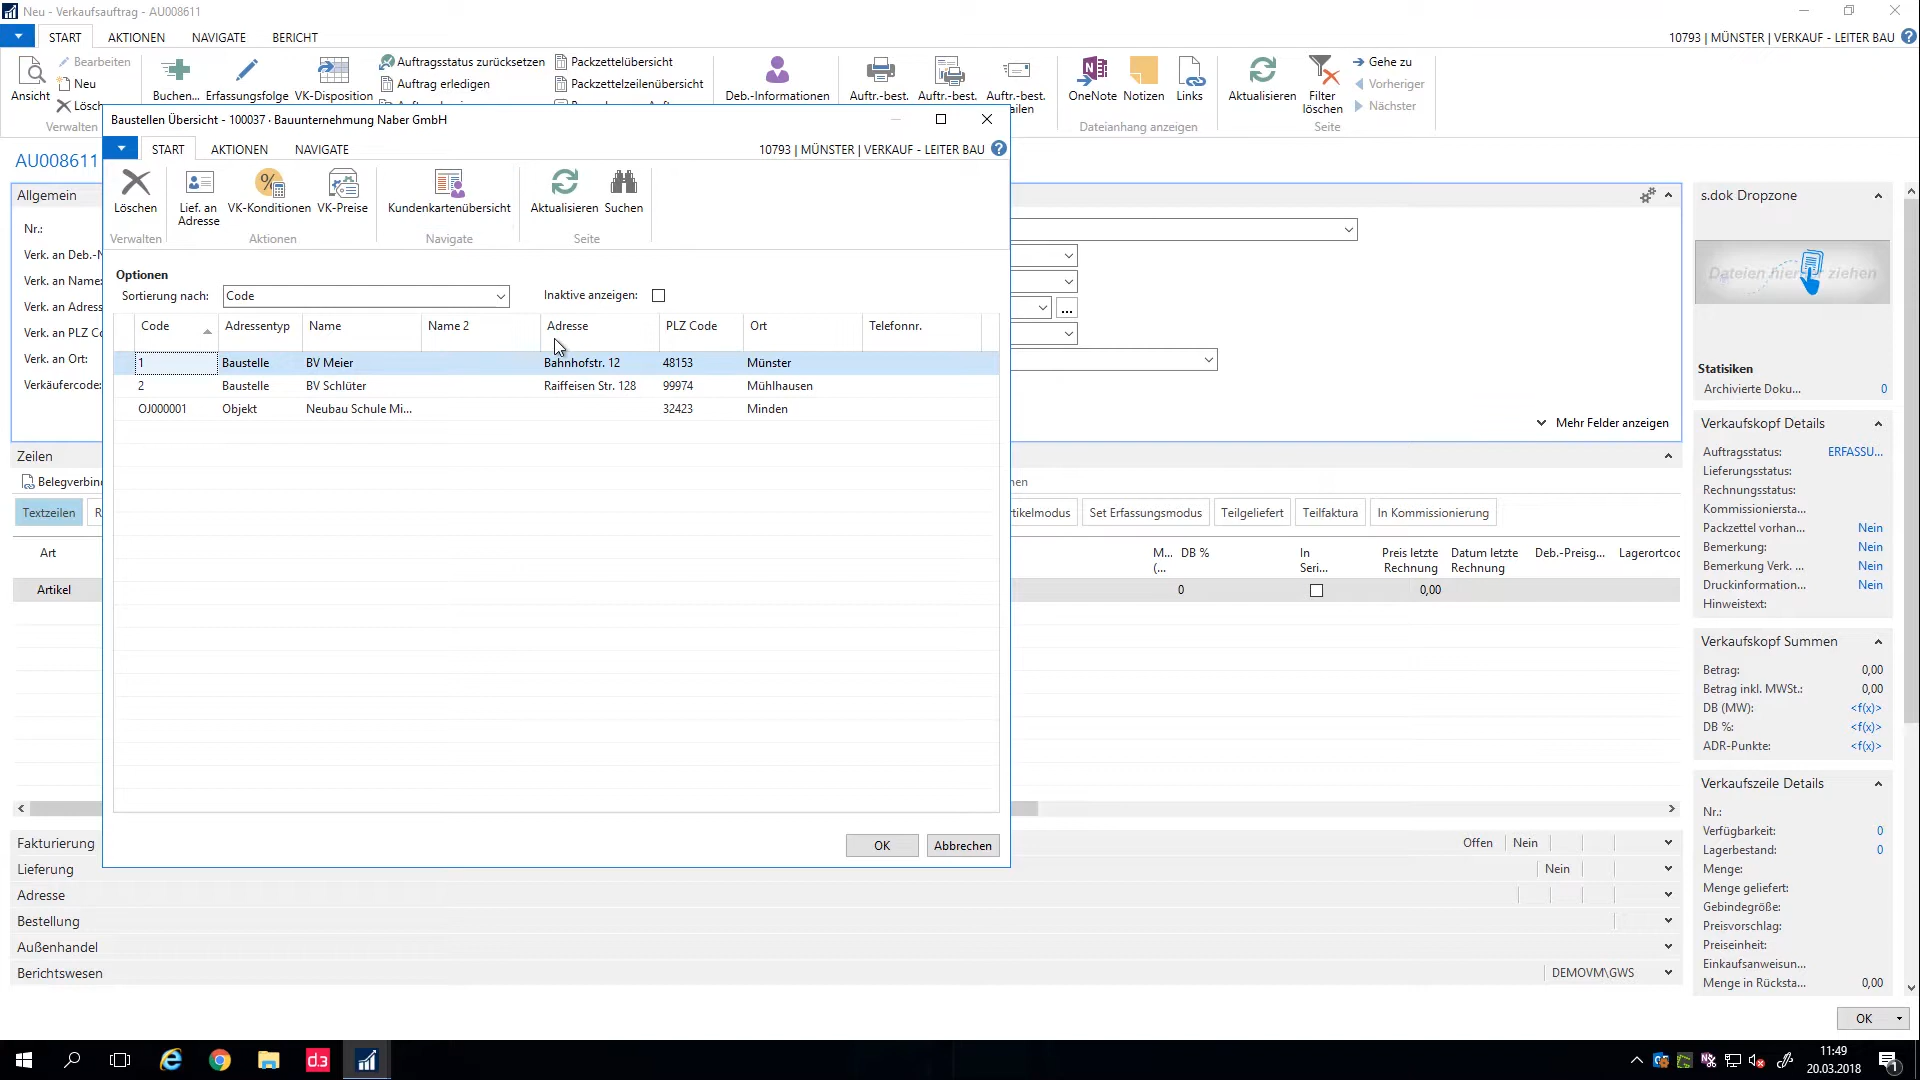 Neu - Verkaufsauftrag - AU008611
START AKTIONEN NAVIGATE BERICHT
10793 | MÜNSTER | VERKAUF - LEITER BAU
Ansicht
Bearbeiten
Neu
Lösch
Verwalten
Buchen...
Erfassungsfolge
VK-Disposition
Auftragsstatus zurücksetzen
Auftrag erledigen
Packzettelübersicht
Packzettelzeilenübersicht
Deb.-Informationen
Auftr.-best.
Auftr.-best.
Auftr.-best.
ailen
OneNote
Notizen
Links
Dateianhang anzeigen
Aktualisieren
Filter
löschen
Gehe zu
Vorheriger
Nächster
Seite
AU008611
Allgemein
Nr.:
Verk. an Deb.-N
Verk. an Name:
Verk. an Adress
Verk. an PLZ Co
Verk. an Ort:
Verkäufercode:
Zeilen
Belegverbind
Textzeilen R
Art
Artikel
Baustellen Übersicht - 100037 · Bauunternehmung Naber GmbH
START AKTIONEN NAVIGATE
10793 | MÜNSTER | VERKAUF - LEITER BAU
Löschen
Verwalten
Lief. an
Adresse
VK-Konditionen
VK-Preise
Aktionen
Kundenkartenübersicht
Navigate
Aktualisieren
Suchen
Seite
Optionen
Sortierung nach: Code
Inaktive anzeigen:
Code Adressentyp Name Name 2 Adresse PLZ Code Ort Telefonnr.
1 Baustelle BV Meier Bahnhofstr. 12 48153 Münster
2 Baustelle BV Schlüter Raiffeisen Str. 128 99974 Mühlhausen
OJ000001 Objekt Neubau Schule Mi... 32423 Minden
OK Abbrechen
...
Mehr Felder anzeigen
nen
rtikelmodus Set Erfassungsmodus Teilgeliefert Teilfaktura In Kommissionierung
M... DB % In Preis letzte Datum letzte Deb.-Preisg... Lagerortcoc
(... Seri... Rechnung Rechnung
0 0,00
Fakturierung Offen Nein
Lieferung Nein
Adresse
Bestellung
Außenhandel
Berichtswesen DEMOVM\GWS
s.dok Dropzone
Dateien hierher ziehen
Statisiken
Archivierte Doku... 0
Verkaufskopf Details
Auftragsstatus: ERFASSU...
Lieferungsstatus:
Rechnungsstatus:
Kommissioniersta...
Packzettel vorhan... Nein
Bemerkung: Nein
Bemerkung Verk. ... Nein
Druckinformation... Nein
Hinweistext:
Verkaufskopf Summen
Betrag: 0,00
Betrag inkl. MWSt.: 0,00
DB (MW): <f(x)>
DB %: <f(x)>
ADR-Punkte: <f(x)>
Verkaufszeile Details
Nr.:
Verfügbarkeit: 0
Lagerbestand: 0
Menge:
Menge geliefert:
Gebindegröße:
Preisvorschlag:
Preiseinheit:
Einkaufsanweisun...
Menge in Rücksta... 0,00
OK
d.3
11:49
20.03.2018
1